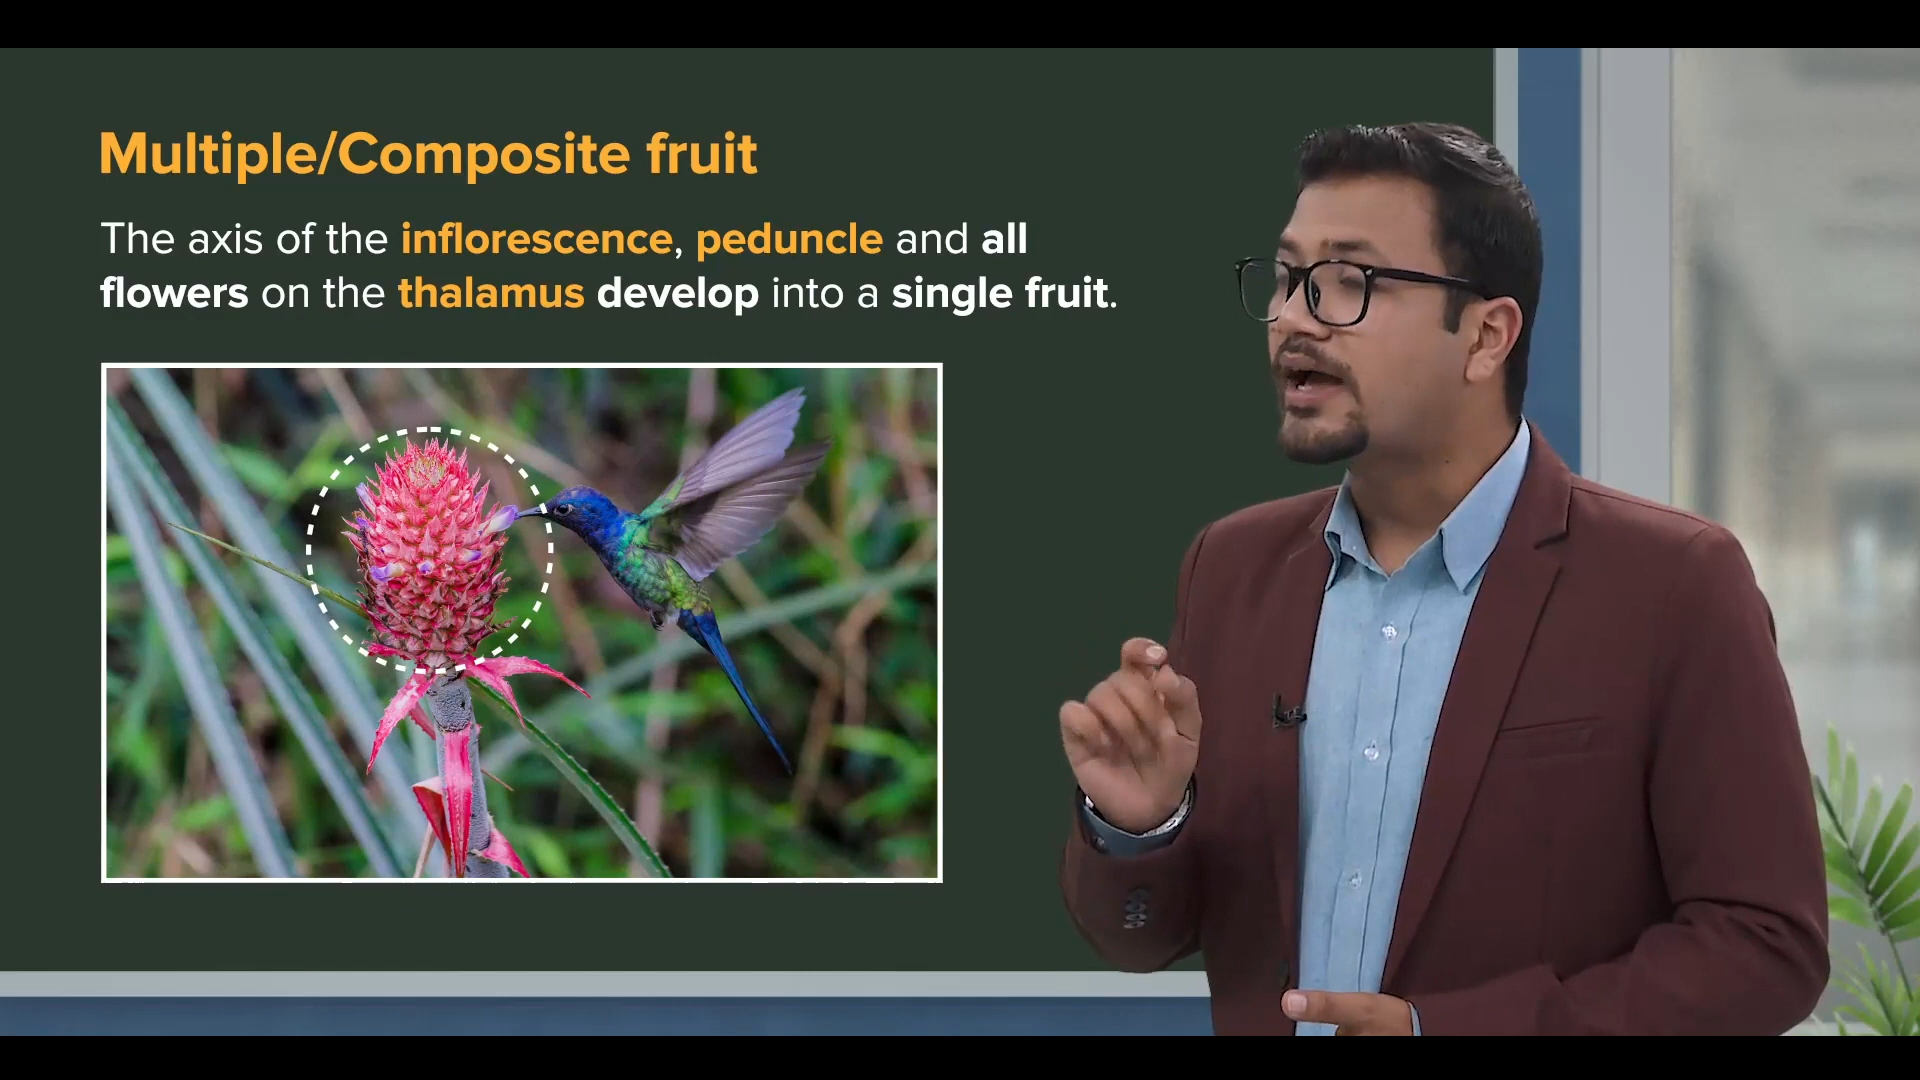 Multiple/Composite fruit
The axis of the inflorescence, peduncle and all
flowers on the thalamus develop into a single fruit.